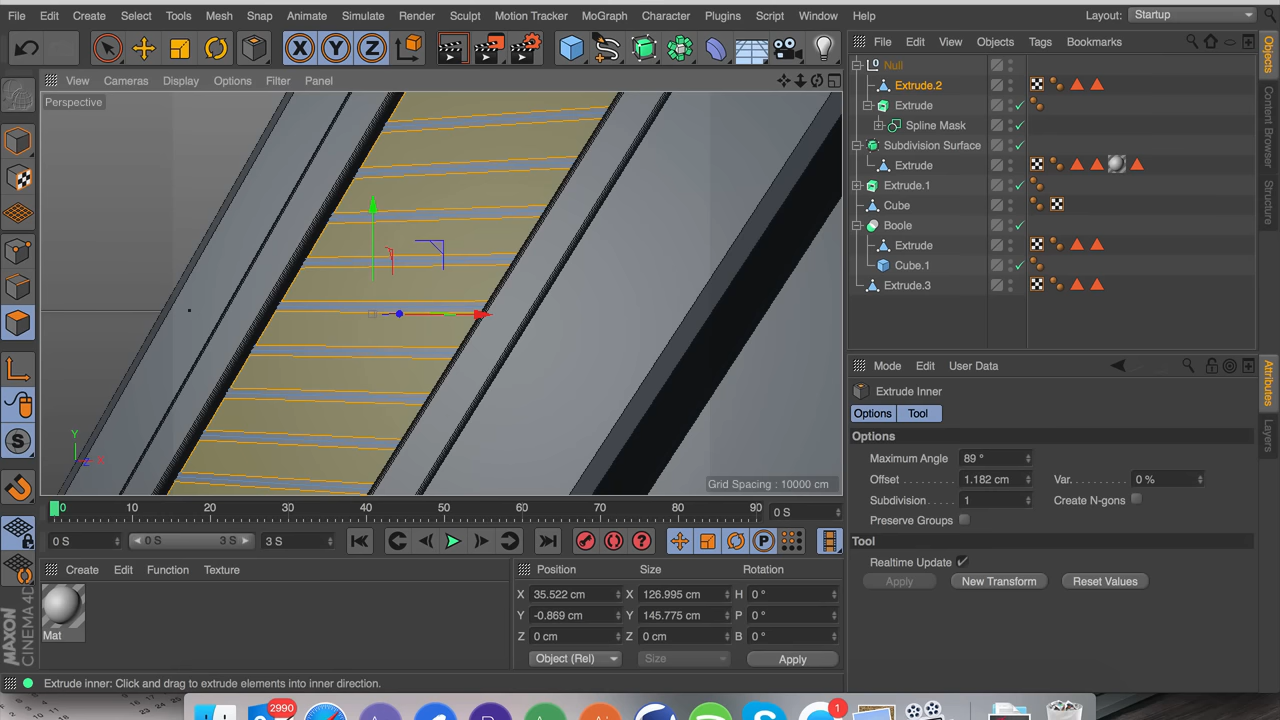 File Edit Create Select Tools Mesh Snap Animate Simulate Render Sculpt Motion Tracker MoGraph Character Plugins Script Window Help Layout: Startup
X Y Z
View Cameras Display Options Filter Panel
File Edit View Objects Tags Bookmarks
Perspective
Null
Extrude.2
Extrude
Spline Mask
Subdivision Surface
Extrude
Extrude.1
Cube
Boole
Extrude
Cube.1
Extrude.3
Objects
Content Browser
Structure
Mode Edit User Data
Extrude Inner
Options Tool
Options
Maximum Angle 89 °
Offset 1.182 cm Var. 0 %
Subdivision 1 Create N-gons
Preserve Groups
Tool
Realtime Update
Apply New Transform Reset Values
Attributes
Layers
Y
Z X
S
Grid Spacing : 10000 cm
0 10 20 30 40 50 60 70 80 90 0 S
0 S 0 S 3 S 3 S
P
Create Edit Function Texture
Mat
Position Size Rotation
X 35.522 cm X 126.995 cm H 0 °
Y -0.869 cm Y 145.775 cm P 0 °
Z 0 cm Z 0 cm B 0 °
Object (Rel) Size Apply
MAXON
CINEMA 4D
Extrude inner: Click and drag to extrude elements into inner direction.
2990
1